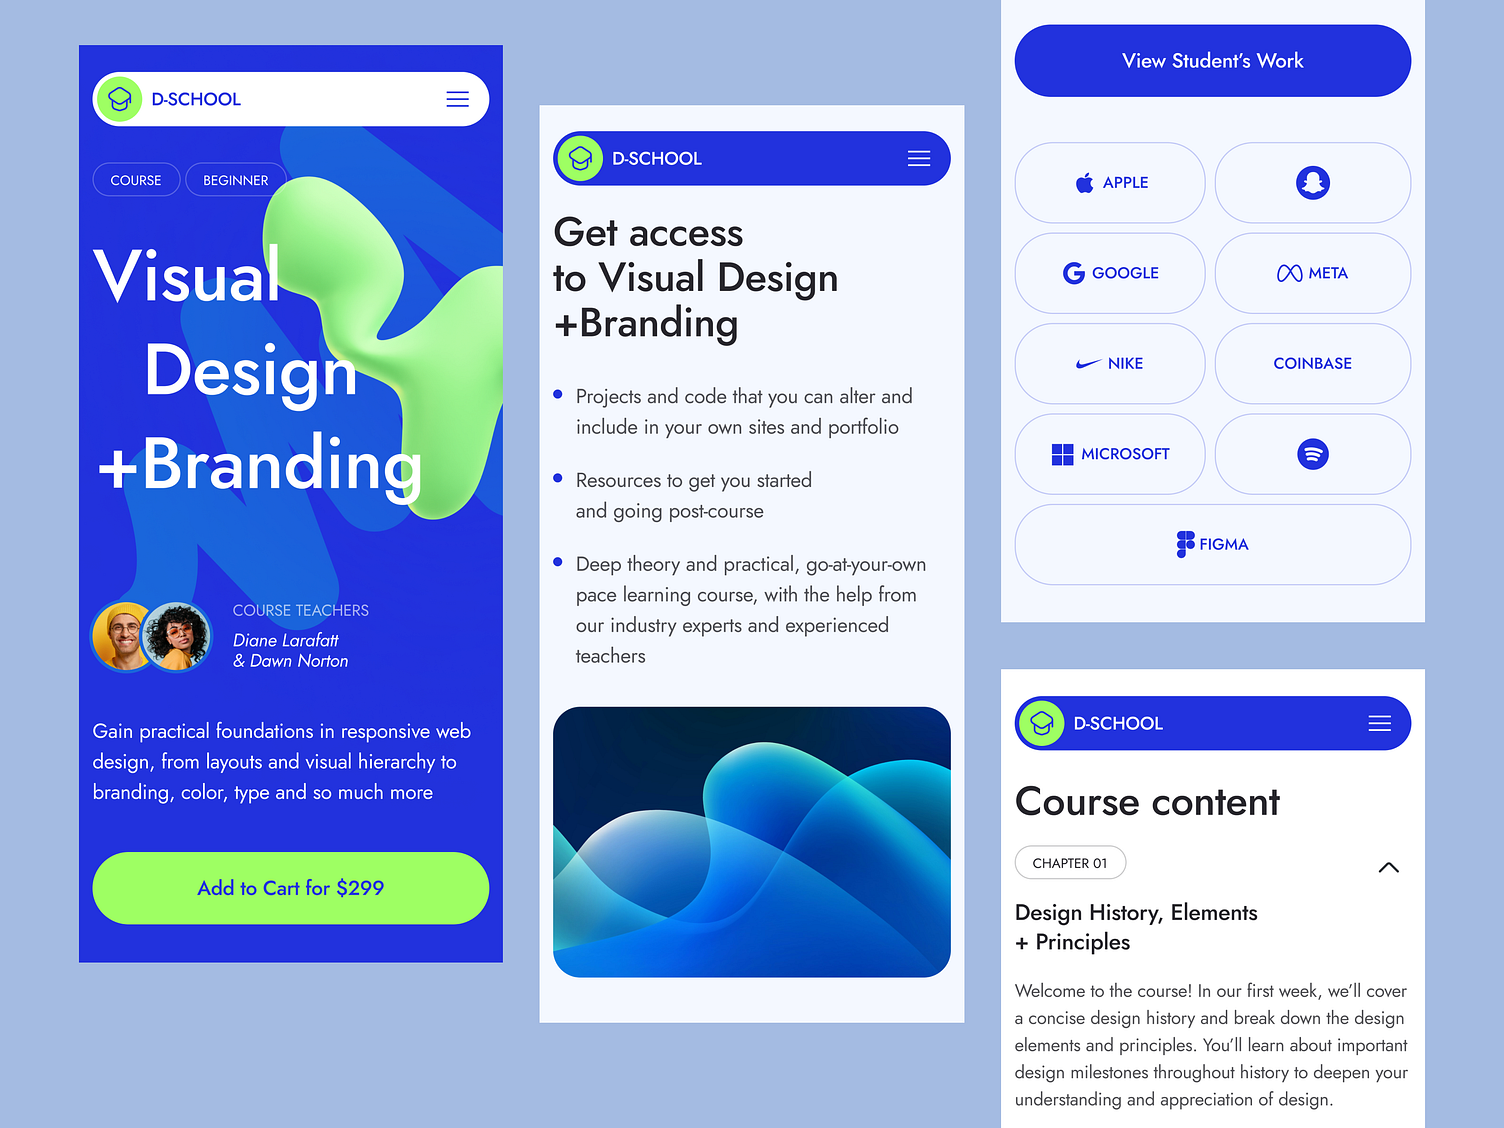 D-SCHOOL
COURSE
BEGINNER
Visual
Design
+Branding
COURSE TEACHERS
Diane Larafatt
& Dawn Norton
Gain practical foundations in responsive web
design, from layouts and visual hierarchy to
branding, color, type and so much more
Add to Cart for $299
D-SCHOOL
Get access
to Visual Design
+Branding
Projects and code that you can alter and
include in your own sites and portfolio
Resources to get you started
and going post-course
Deep theory and practical, go-at-your-own
pace learning course, with the help from
our industry experts and experienced
teachers
View Student’s Work
APPLE
GOOGLE
META
NIKE
COINBASE
MICROSOFT
FIGMA
D-SCHOOL
Course content
CHAPTER 01
Design History, Elements
+ Principles
Welcome to the course! In our first week, we’ll cover
a concise design history and break down the design
elements and principles. You’ll learn about important
design milestones throughout history to deepen your
understanding and appreciation of design.